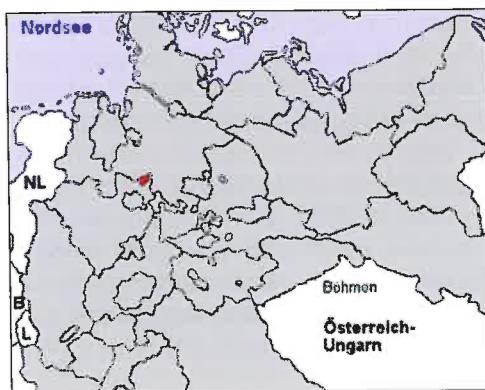 Nordsee
NL
B
L
Böhmen
Österreich-
Ungarn